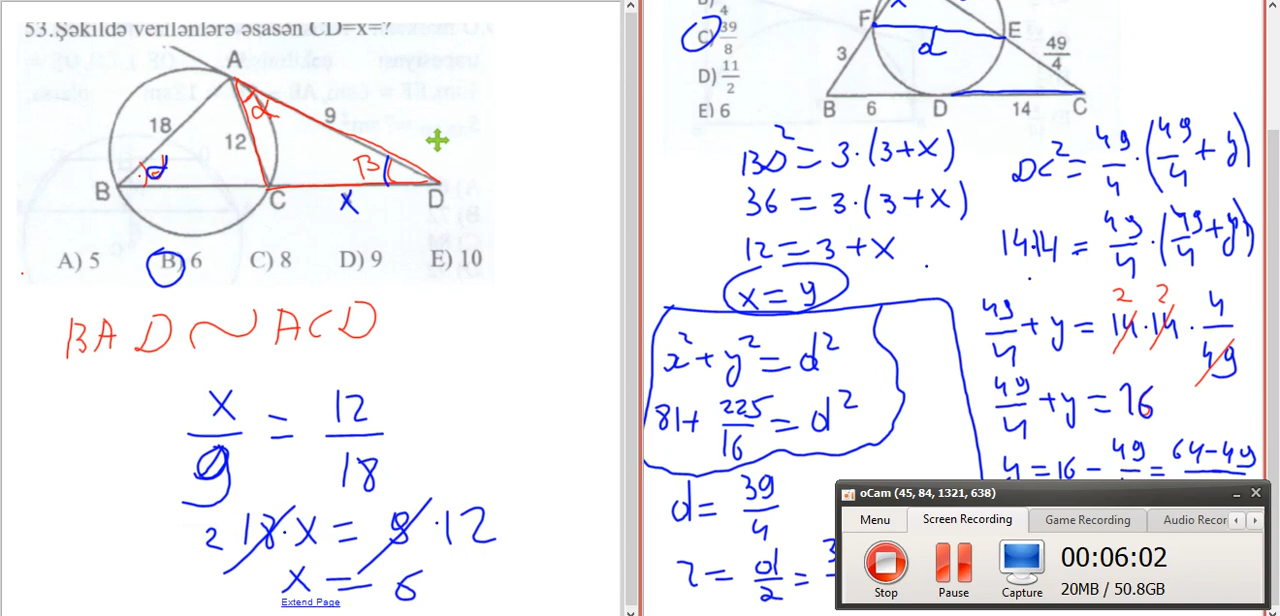 53.Şəkildə verilənlərə əsasən CD=x=?
A
18
9
α
12
B
α
B
C
x
D
A) 5 B) 6 C) 8 D) 9 E) 10
BAD ~ ACD
x/9 = 12/18
2 18·x = 9·12
x = 6
Extend Page
C) 39/8
D) 11/2
E) 6
x
F
E
d
3
49/4
B 6 D 14 C
BD² = 3·(3+x)
36 = 3·(3+x)
12 = 3+x
x = 9
x²+y² = d²
81+ 225/16 = d²
d = 39/4
r = d/2 =
DC² = 49/4·(49/4+y)
14·14 = 49/4·(49/4+y)
2 2
49/4 + y = 14·14·4/49
49/4 + y = 16
y = 16 - 49/4 = 64-49
oCam (45, 84, 1321, 638)
Menu Screen Recording Game Recording Audio Recor
00:06:02
20MB / 50.8GB
Stop Pause Capture